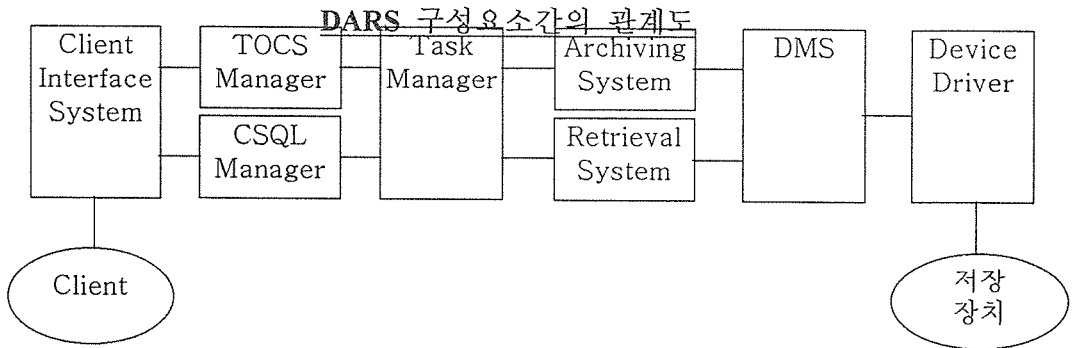 DARS 구성요소간의 관계도
Client
Interface
System
TOCS
Manager
CSQL
Manager
Task
Manager
Archiving
System
Retrieval
System
DMS
Device
Driver
Client
저장
장치